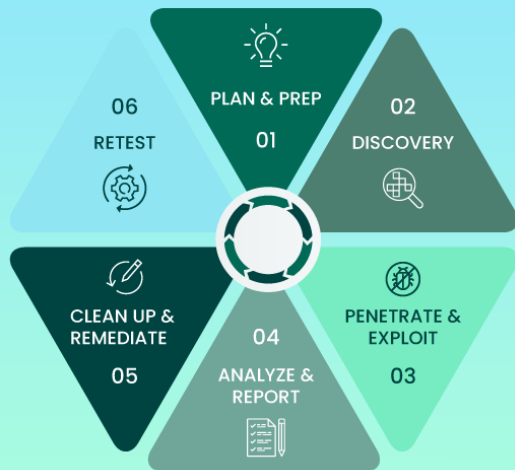 PLAN & PREP
01
02
DISCOVERY
PENETRATE &
EXPLOIT
03
04
ANALYZE &
REPORT
CLEAN UP &
REMEDIATE
05
06
RETEST